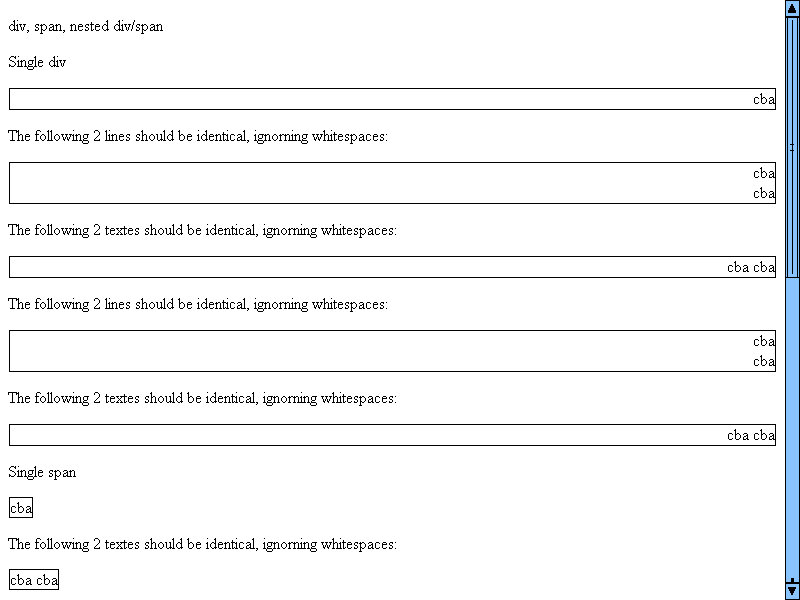 div, span, nested div/span
Single div
cba
The following 2 lines should be identical, ignorning whitespaces:
cba
cba
The following 2 textes should be identical, ignorning whitespaces:
cba cba
The following 2 lines should be identical, ignorning whitespaces:
cba
cba
The following 2 textes should be identical, ignorning whitespaces:
cba cba
Single span
cba
The following 2 textes should be identical, ignorning whitespaces:
cba cba